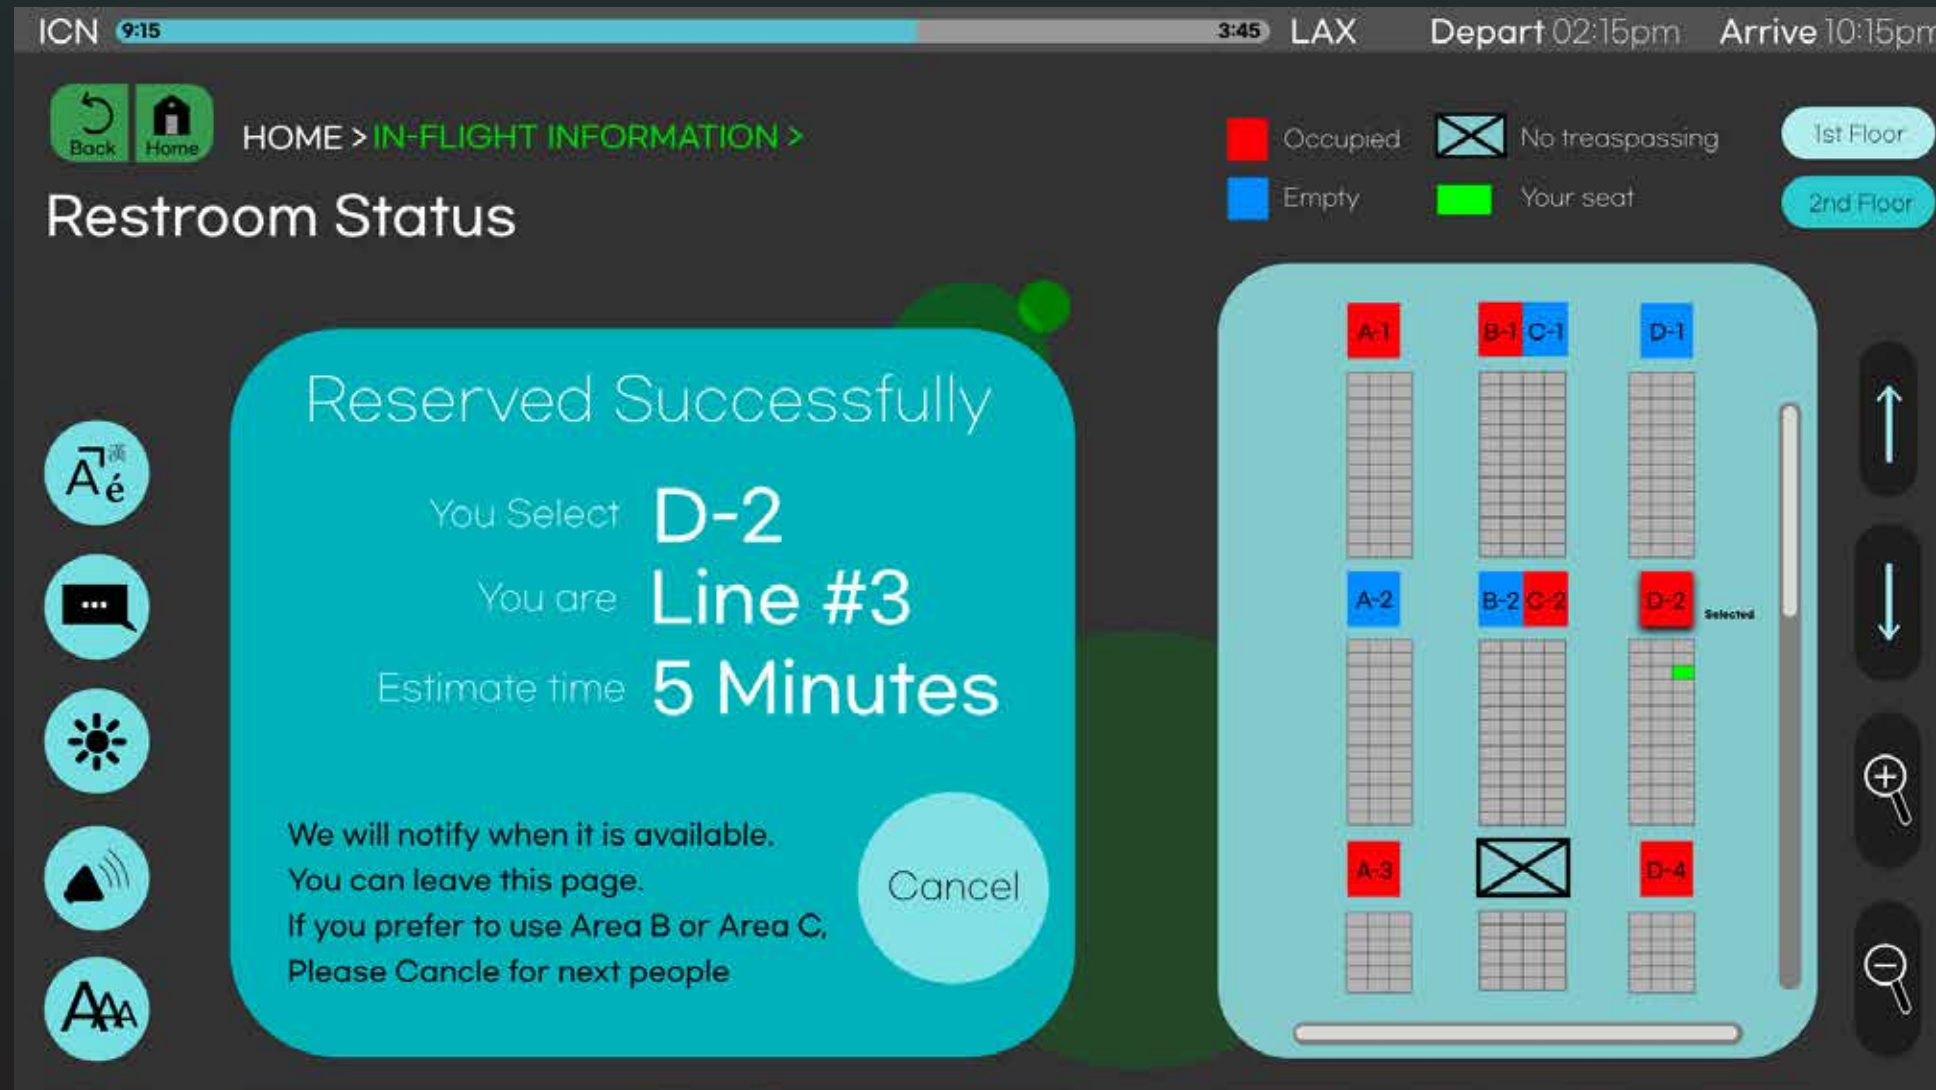 ICN 9:15 3:45 LAX Depart 02:15pm Arrive 10:15pm
Back Home HOME > IN-FLIGHT INFORMATION >
Restroom Status
Occupied No treaspassing 1st Floor
Empty Your seat 2nd Floor
Reserved Successfully
You Select D-2
You are Line #3
Estimate time 5 Minutes
We will notify when it is available.
You can leave this page.
If you prefer to use Area B or Area C,
Please Cancle for next people
Cancel
A-1 B-1 C-1 D-1
A-2 B-2 C-2 D-2 Selected
A-3 D-4
Aé
AAA